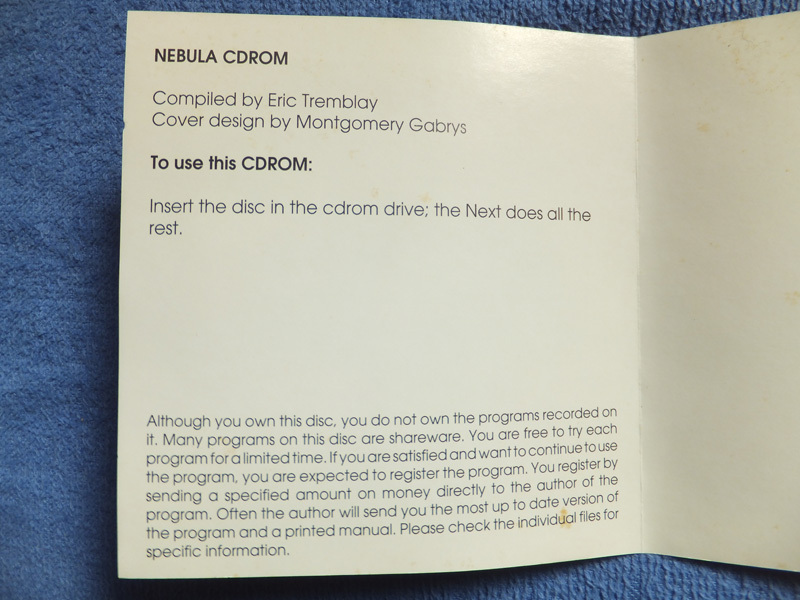 NEBULA CDROM
Compiled by Eric Tremblay
Cover design by Montgomery Gabrys
To use this CDROM:
Insert the disc in the cdrom drive; the Next does all the
rest.
Although you own this disc, you do not own the programs recorded on
it. Many programs on this disc are shareware. You are free to try each
program for a limited time. If you are satisfied and want to continue to use
the program, you are expected to register the program. You register by
sending a specified amount on money directly to the author of the
program. Often the author will send you the most up to date version of
the program and a printed manual. Please check the individual files for
specific information.